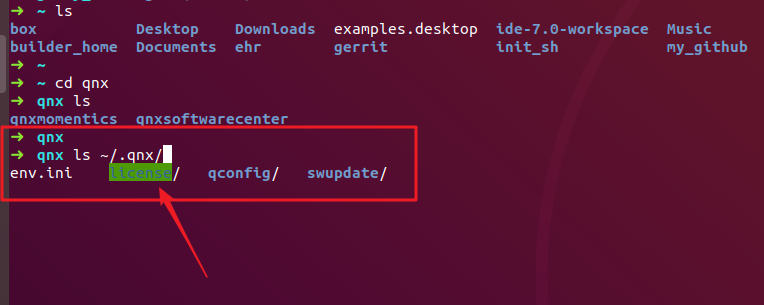 ➜ ~ ls
box Desktop Downloads examples.desktop ide-7.0-workspace Music
builder_home Documents ehr gerrit init_sh my_github
➜ ~
➜ ~ cd qnx
➜ qnx ls
qnxmomentics qnxsoftwarecenter
➜ qnx
➜ qnx ls ~/.qnx/
env.ini license/ qconfig/ swupdate/